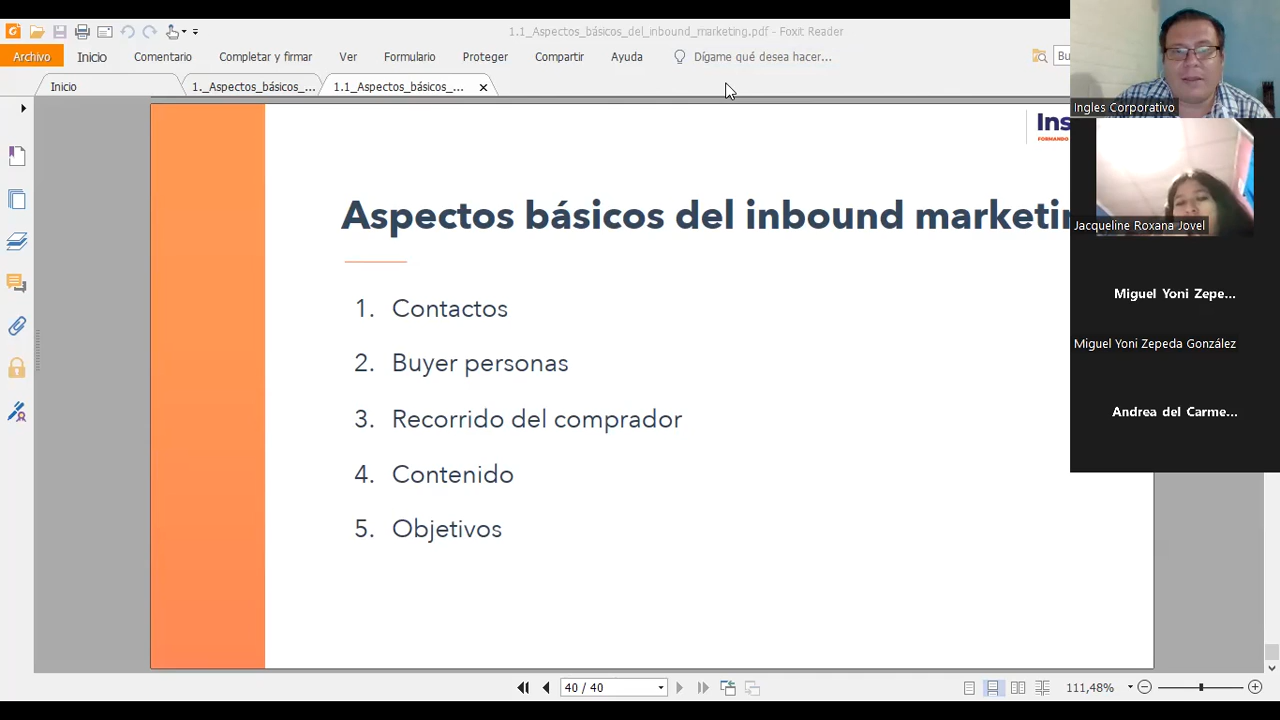 1.1_Aspectos_básicos_del_inbound_marketing.pdf - Foxit Reader
Archivo Inicio Comentario Completar y firmar Ver Formulario Proteger Compartir Ayuda Dígame qué desea hacer... Bu
Inicio 1._Aspectos_básicos_... 1.1_Aspectos_básicos_...
Ins
FORMANDO
Aspectos básicos del inbound marketin
1. Contactos
2. Buyer personas
3. Recorrido del comprador
4. Contenido
5. Objetivos
Ingles Corporativo
Jacqueline Roxana Jovel
Miguel Yoni Zepe...
Miguel Yoni Zepeda González
Andrea del Carme...
40 / 40
111,48%